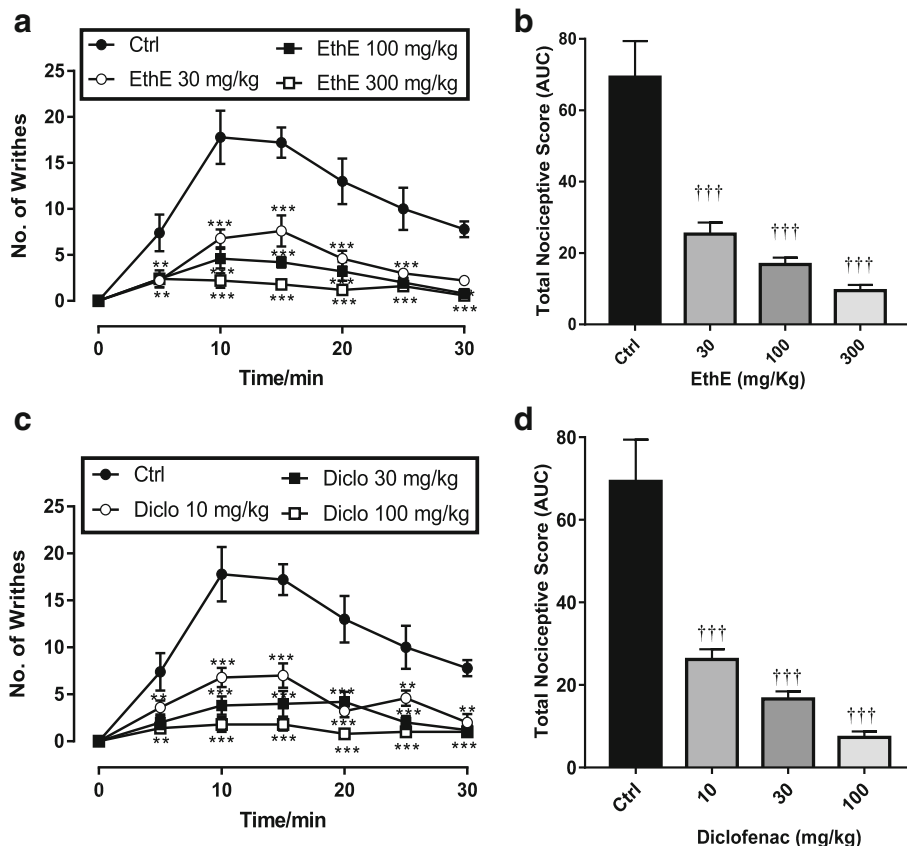 a
Ctrl
EthE 100 mg/kg
EthE 30 mg/kg
EthE 300 mg/kg
No. of Writhes
25
20
15
10
5
0
***
***
***
***
**
***
***
***
**
***
***
***
***
***
0 10 20 30
Time/min
b
Total Nociceptive Score (AUC)
80
60
40
20
0
†††
†††
†††
Ctrl 30 100 300
EthE (mg/Kg)
c
Ctrl
Diclo 30 mg/kg
Diclo 10 mg/kg
Diclo 100 mg/kg
No. of Writhes
25
20
15
10
5
0
***
***
***
**
**
***
***
***
**
**
***
***
***
***
***
***
0 10 20 30
Time/min
d
Total Nociceptive Score (AUC)
80
60
40
20
0
†††
†††
†††
Ctrl 10 30 100
Diclofenac (mg/kg)